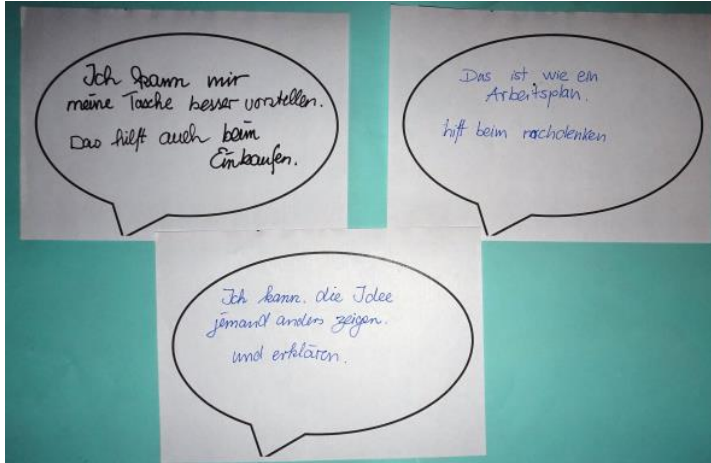 Ich kann mir
meine Tasche besser vorstellen.
Das hilft auch beim
Einkaufen.
Das ist wie ein
Arbeitsplan.
hift beim nachdenken
Ich kann. die Idee
jemand anders zeigen.
und erklären.